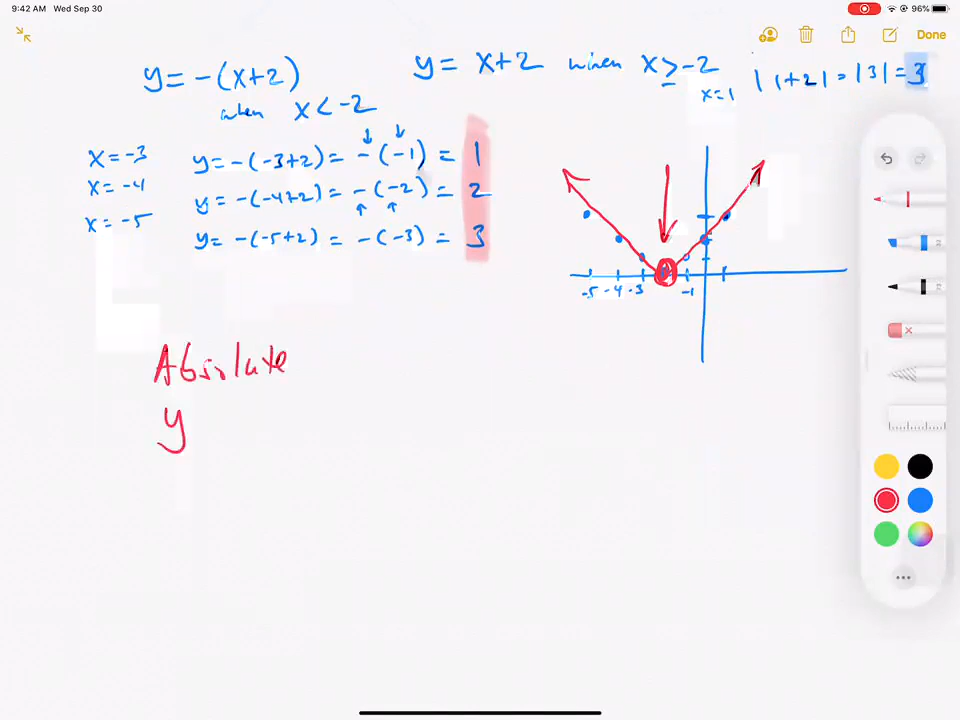 9:42 AM Wed Sep 30
96%
Done
y = -(x+2)
when x < -2
y = x+2 when x ≥ -2
x=1 |1+2| = |3| = 3
x = -3 y = -(-3+2) = -(-1) = 1
x = -4 y = -(-4+2) = -(-2) = 2
x = -5 y = -(-5+2) = -(-3) = 3
-5 -4 -3 -1
Absolute
y